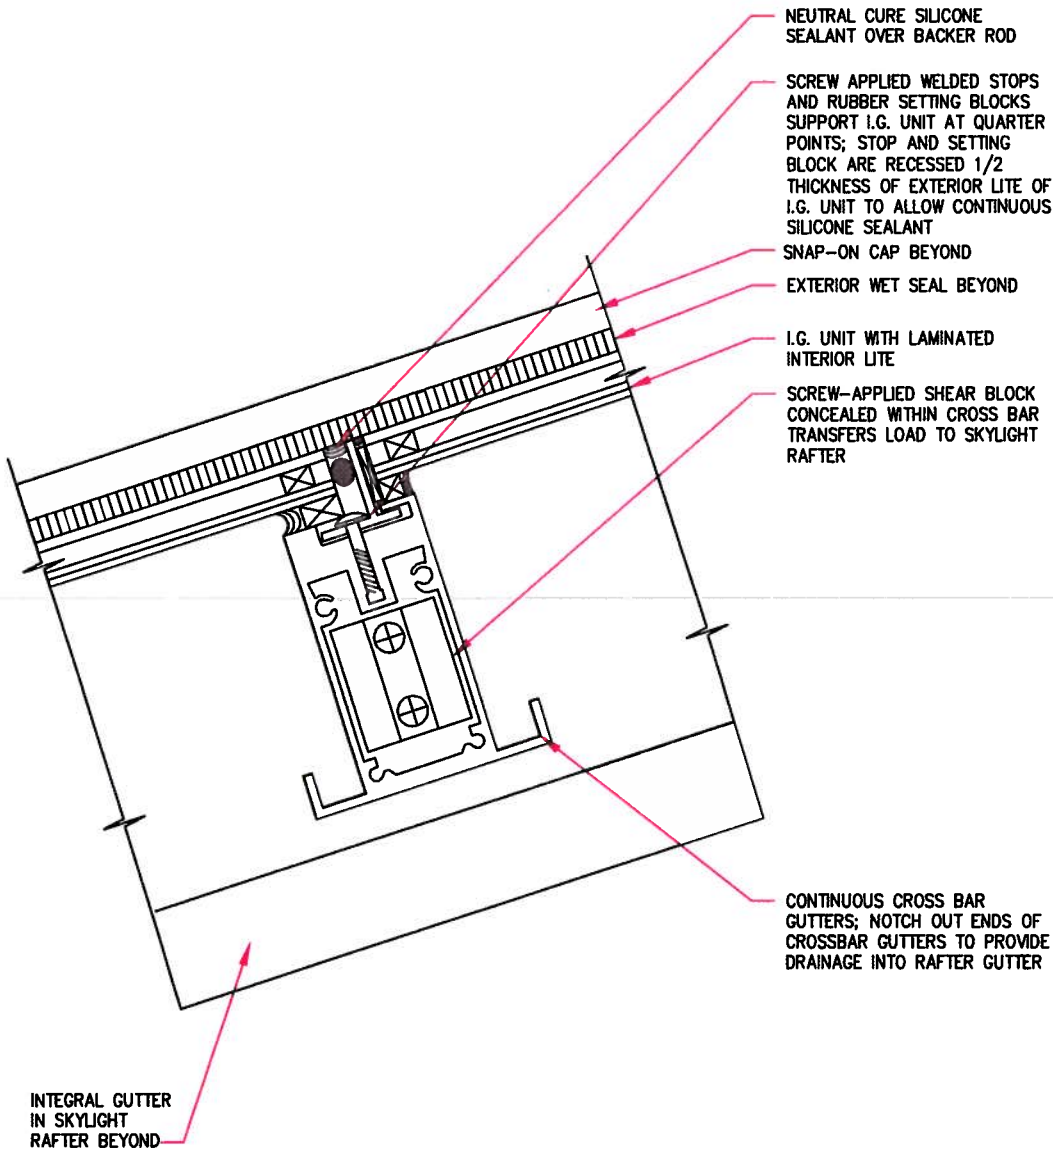 NEUTRAL CURE SILICONE
SEALANT OVER BACKER ROD
SCREW APPLIED WELDED STOPS
AND RUBBER SETTING BLOCKS
SUPPORT I.G. UNIT AT QUARTER
POINTS; STOP AND SETTING
BLOCK ARE RECESSED 1/2
THICKNESS OF EXTERIOR LITE OF
I.G. UNIT TO ALLOW CONTINUOUS
SILICONE SEALANT
SNAP-ON CAP BEYOND
EXTERIOR WET SEAL BEYOND
I.G. UNIT WITH LAMINATED
INTERIOR LITE
SCREW-APPLIED SHEAR BLOCK
CONCEALED WITHIN CROSS BAR
TRANSFERS LOAD TO SKYLIGHT
RAFTER
CONTINUOUS CROSS BAR
GUTTERS; NOTCH OUT ENDS OF
CROSSBAR GUTTERS TO PROVIDE
DRAINAGE INTO RAFTER GUTTER
INTEGRAL GUTTER
IN SKYLIGHT
RAFTER BEYOND